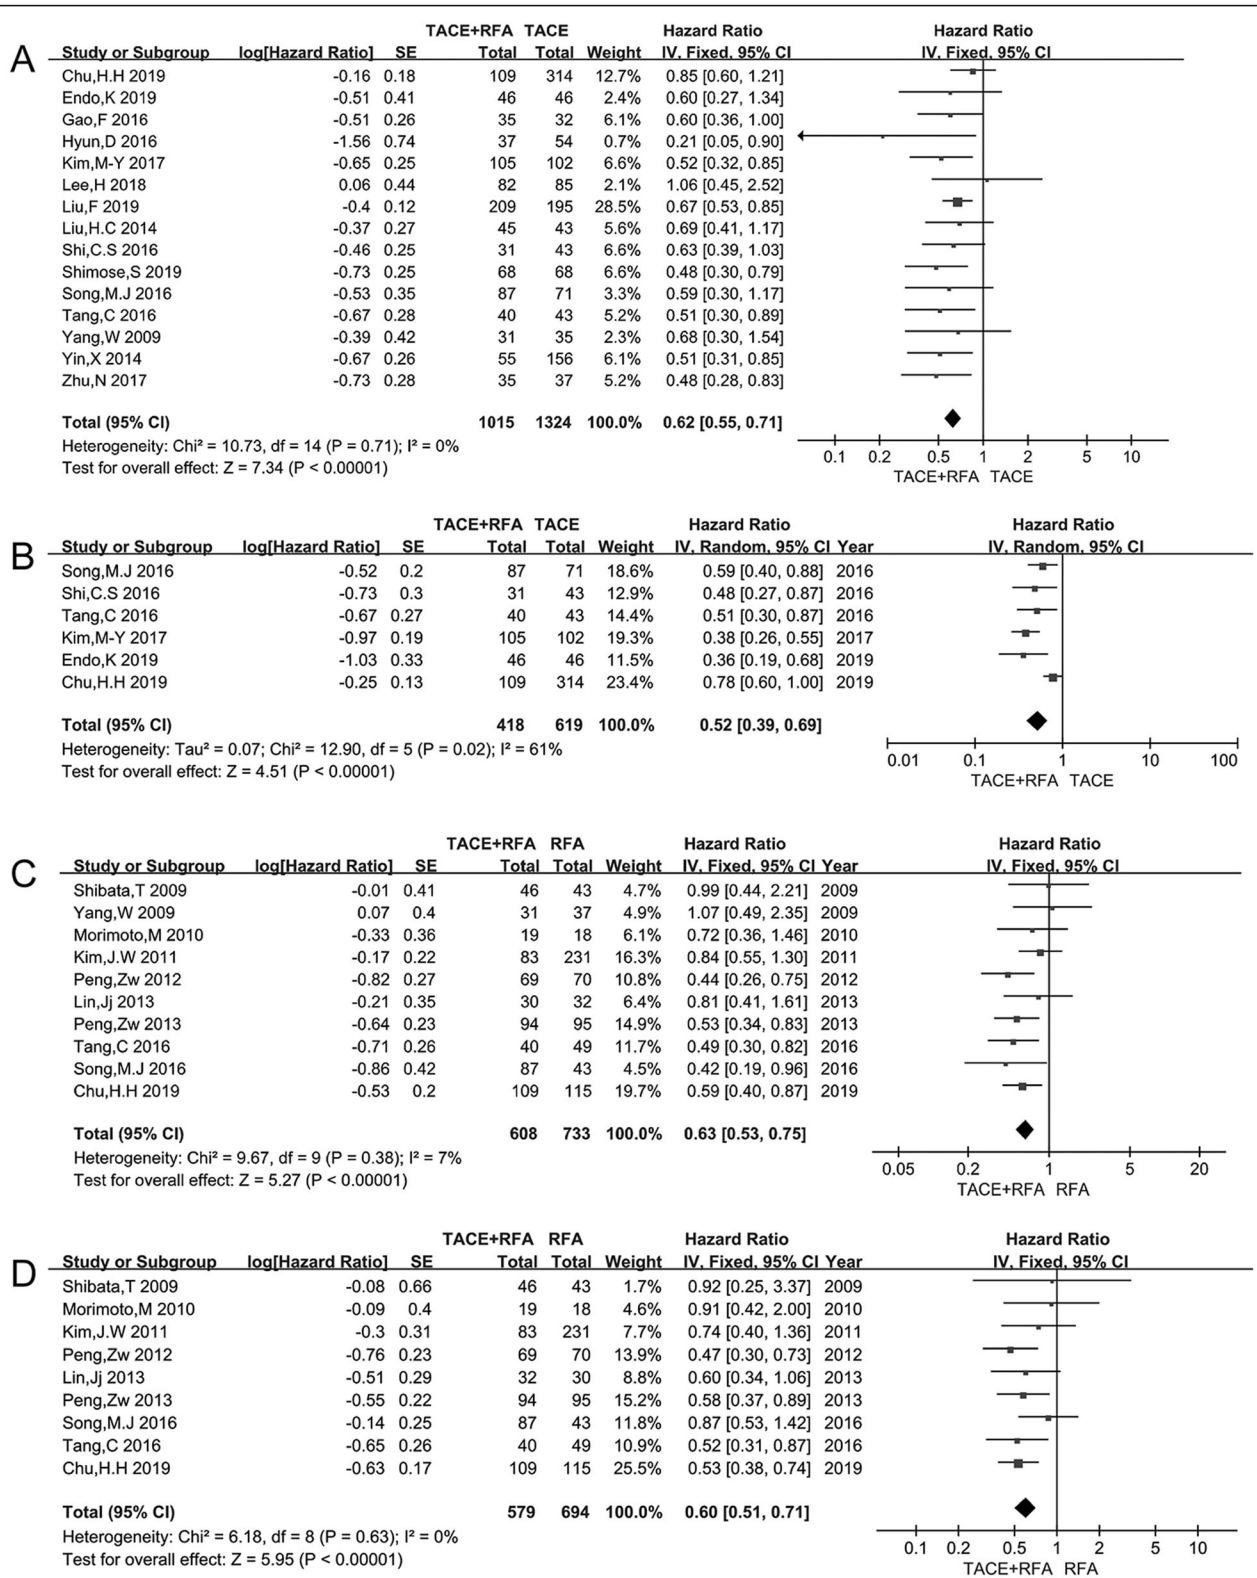 A
TACE+RFA TACE Hazard Ratio Hazard Ratio
Study or Subgroup log[Hazard Ratio] SE Total Total Weight IV, Fixed, 95% CI IV, Fixed, 95% CI
Chu,H.H 2019 -0.16 0.18 109 314 12.7% 0.85 [0.60, 1.21]
Endo,K 2019 -0.51 0.41 46 46 2.4% 0.60 [0.27, 1.34]
Gao,F 2016 -0.51 0.26 35 32 6.1% 0.60 [0.36, 1.00]
Hyun,D 2016 -1.56 0.74 37 54 0.7% 0.21 [0.05, 0.90]
Kim,M-Y 2017 -0.65 0.25 105 102 6.6% 0.52 [0.32, 0.85]
Lee,H 2018 0.06 0.44 82 85 2.1% 1.06 [0.45, 2.52]
Liu,F 2019 -0.4 0.12 209 195 28.5% 0.67 [0.53, 0.85]
Liu,H.C 2014 -0.37 0.27 45 43 5.6% 0.69 [0.41, 1.17]
Shi,C.S 2016 -0.46 0.25 31 43 6.6% 0.63 [0.39, 1.03]
Shimose,S 2019 -0.73 0.25 68 68 6.6% 0.48 [0.30, 0.79]
Song,M.J 2016 -0.53 0.35 87 71 3.3% 0.59 [0.30, 1.17]
Tang,C 2016 -0.67 0.28 40 43 5.2% 0.51 [0.30, 0.89]
Yang,W 2009 -0.39 0.42 31 35 2.3% 0.68 [0.30, 1.54]
Yin,X 2014 -0.67 0.26 55 156 6.1% 0.51 [0.31, 0.85]
Zhu,N 2017 -0.73 0.28 35 37 5.2% 0.48 [0.28, 0.83]
Total (95% CI) 1015 1324 100.0% 0.62 [0.55, 0.71]
Heterogeneity: Chi² = 10.73, df = 14 (P = 0.71); I² = 0%
Test for overall effect: Z = 7.34 (P < 0.00001)
0.1 0.2 0.5 1 2 5 10
TACE+RFA TACE
B
TACE+RFA TACE Hazard Ratio Hazard Ratio
Study or Subgroup log[Hazard Ratio] SE Total Total Weight IV, Random, 95% CI Year IV, Random, 95% CI
Song,M.J 2016 -0.52 0.2 87 71 18.6% 0.59 [0.40, 0.88] 2016
Shi,C.S 2016 -0.73 0.3 31 43 12.9% 0.48 [0.27, 0.87] 2016
Tang,C 2016 -0.67 0.27 40 43 14.4% 0.51 [0.30, 0.87] 2016
Kim,M-Y 2017 -0.97 0.19 105 102 19.3% 0.38 [0.26, 0.55] 2017
Endo,K 2019 -1.03 0.33 46 46 11.5% 0.36 [0.19, 0.68] 2019
Chu,H.H 2019 -0.25 0.13 109 314 23.4% 0.78 [0.60, 1.00] 2019
Total (95% CI) 418 619 100.0% 0.52 [0.39, 0.69]
Heterogeneity: Tau² = 0.07; Chi² = 12.90, df = 5 (P = 0.02); I² = 61%
Test for overall effect: Z = 4.51 (P < 0.00001)
0.01 0.1 1 10 100
TACE+RFA TACE
C
TACE+RFA RFA Hazard Ratio Hazard Ratio
Study or Subgroup log[Hazard Ratio] SE Total Total Weight IV, Fixed, 95% CI Year IV, Fixed, 95% CI
Shibata,T 2009 -0.01 0.41 46 43 4.7% 0.99 [0.44, 2.21] 2009
Yang,W 2009 0.07 0.4 31 37 4.9% 1.07 [0.49, 2.35] 2009
Morimoto,M 2010 -0.33 0.36 19 18 6.1% 0.72 [0.36, 1.46] 2010
Kim,J.W 2011 -0.17 0.22 83 231 16.3% 0.84 [0.55, 1.30] 2011
Peng,Zw 2012 -0.82 0.27 69 70 10.8% 0.44 [0.26, 0.75] 2012
Lin,Jj 2013 -0.21 0.35 30 32 6.4% 0.81 [0.41, 1.61] 2013
Peng,Zw 2013 -0.64 0.23 94 95 14.9% 0.53 [0.34, 0.83] 2013
Tang,C 2016 -0.71 0.26 40 49 11.7% 0.49 [0.30, 0.82] 2016
Song,M.J 2016 -0.86 0.42 87 43 4.5% 0.42 [0.19, 0.96] 2016
Chu,H.H 2019 -0.53 0.2 109 115 19.7% 0.59 [0.40, 0.87] 2019
Total (95% CI) 608 733 100.0% 0.63 [0.53, 0.75]
Heterogeneity: Chi² = 9.67, df = 9 (P = 0.38); I² = 7%
Test for overall effect: Z = 5.27 (P < 0.00001)
0.05 0.2 1 5 20
TACE+RFA RFA
D
TACE+RFA RFA Hazard Ratio Hazard Ratio
Study or Subgroup log[Hazard Ratio] SE Total Total Weight IV, Fixed, 95% CI Year IV, Fixed, 95% CI
Shibata,T 2009 -0.08 0.66 46 43 1.7% 0.92 [0.25, 3.37] 2009
Morimoto,M 2010 -0.09 0.4 19 18 4.6% 0.91 [0.42, 2.00] 2010
Kim,J.W 2011 -0.3 0.31 83 231 7.7% 0.74 [0.40, 1.36] 2011
Peng,Zw 2012 -0.76 0.23 69 70 13.9% 0.47 [0.30, 0.73] 2012
Lin,Jj 2013 -0.51 0.29 32 30 8.8% 0.60 [0.34, 1.06] 2013
Peng,Zw 2013 -0.55 0.22 94 95 15.2% 0.58 [0.37, 0.89] 2013
Song,M.J 2016 -0.14 0.25 87 43 11.8% 0.87 [0.53, 1.42] 2016
Tang,C 2016 -0.65 0.26 40 49 10.9% 0.52 [0.31, 0.87] 2016
Chu,H.H 2019 -0.63 0.17 109 115 25.5% 0.53 [0.38, 0.74] 2019
Total (95% CI) 579 694 100.0% 0.60 [0.51, 0.71]
Heterogeneity: Chi² = 6.18, df = 8 (P = 0.63); I² = 0%
Test for overall effect: Z = 5.95 (P < 0.00001)
0.1 0.2 0.5 1 2 5 10
TACE+RFA RFA